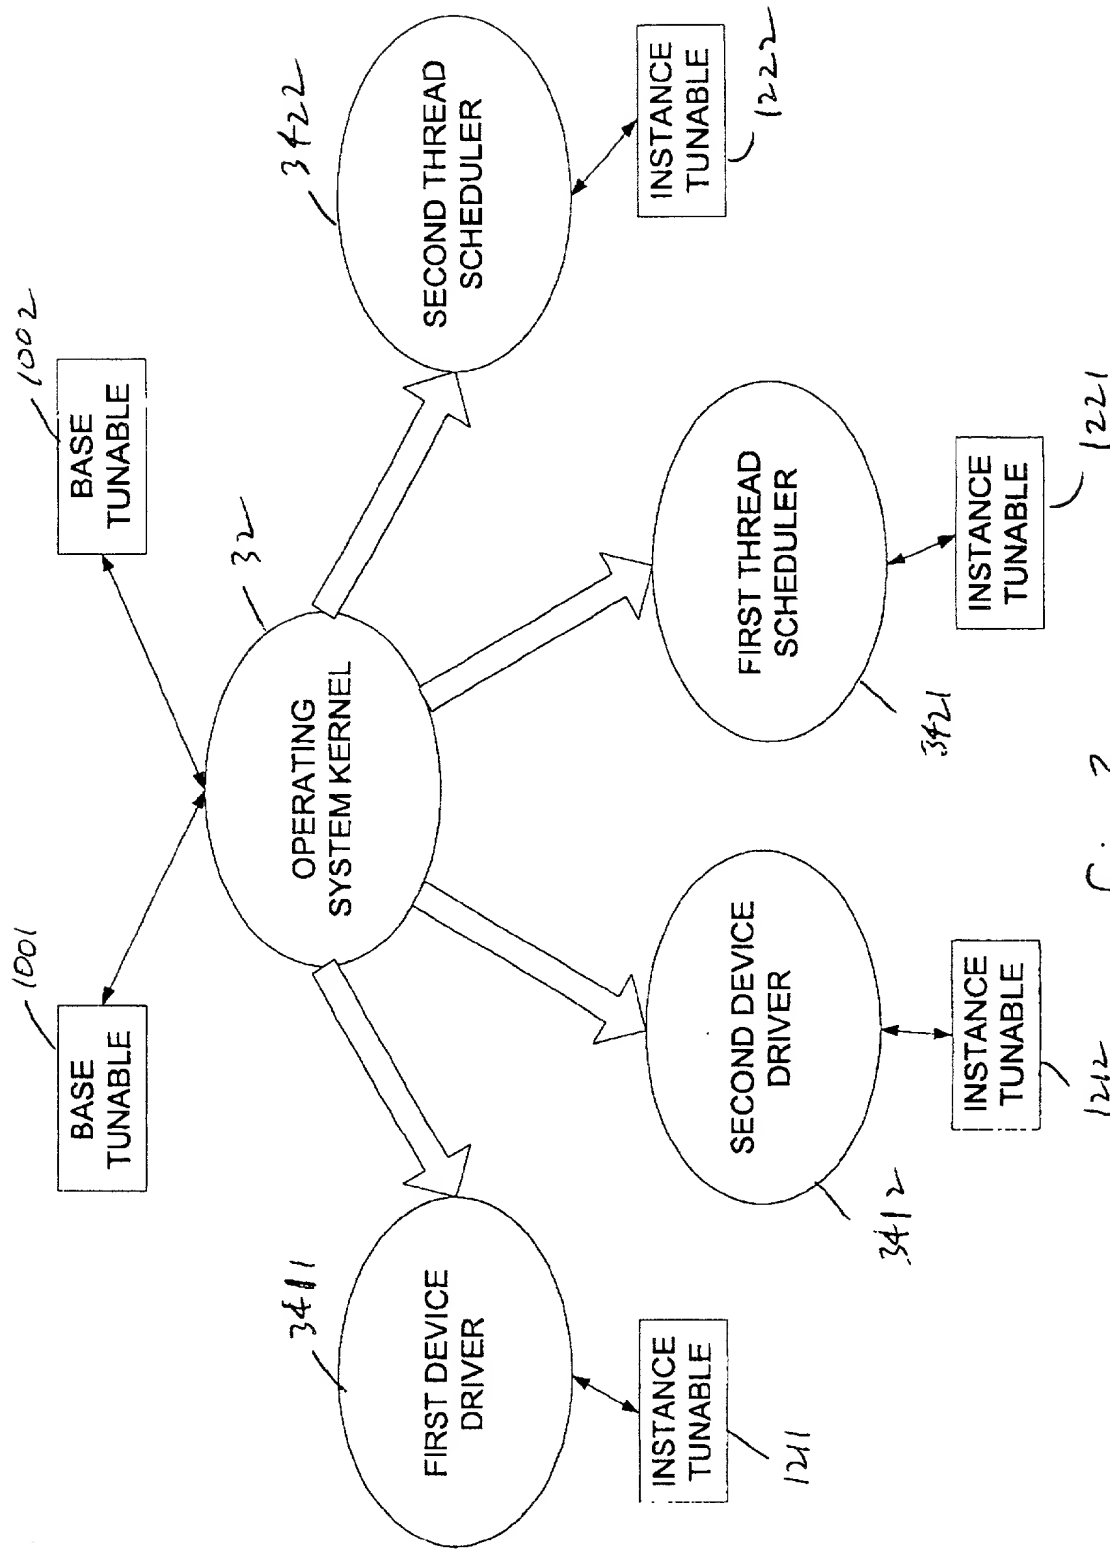 1001
BASE
TUNABLE
1002
BASE
TUNABLE
32
OPERATING
SYSTEM KERNEL
3411
FIRST DEVICE
DRIVER
3422
SECOND THREAD
SCHEDULER
INSTANCE
TUNABLE
1211
SECOND DEVICE
DRIVER
3412
FIRST THREAD
SCHEDULER
3421
INSTANCE
TUNABLE
1222
INSTANCE
TUNABLE
1212
INSTANCE
TUNABLE
1221